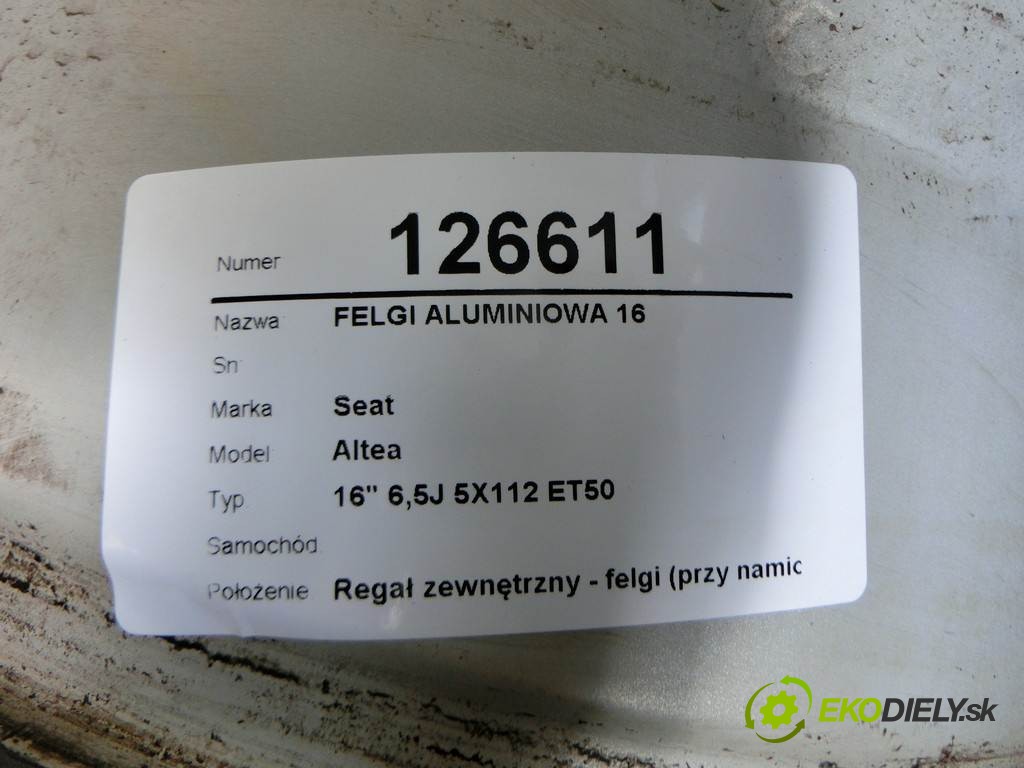 Numer 126611
Nazwa FELGI ALUMINIOWA 16
Sn
Marka Seat
Model Altea
Typ 16" 6,5J 5X112 ET50
Samochód
Położenie Regał zewnętrzny - felgi (przy namic
EKODIELY.sk